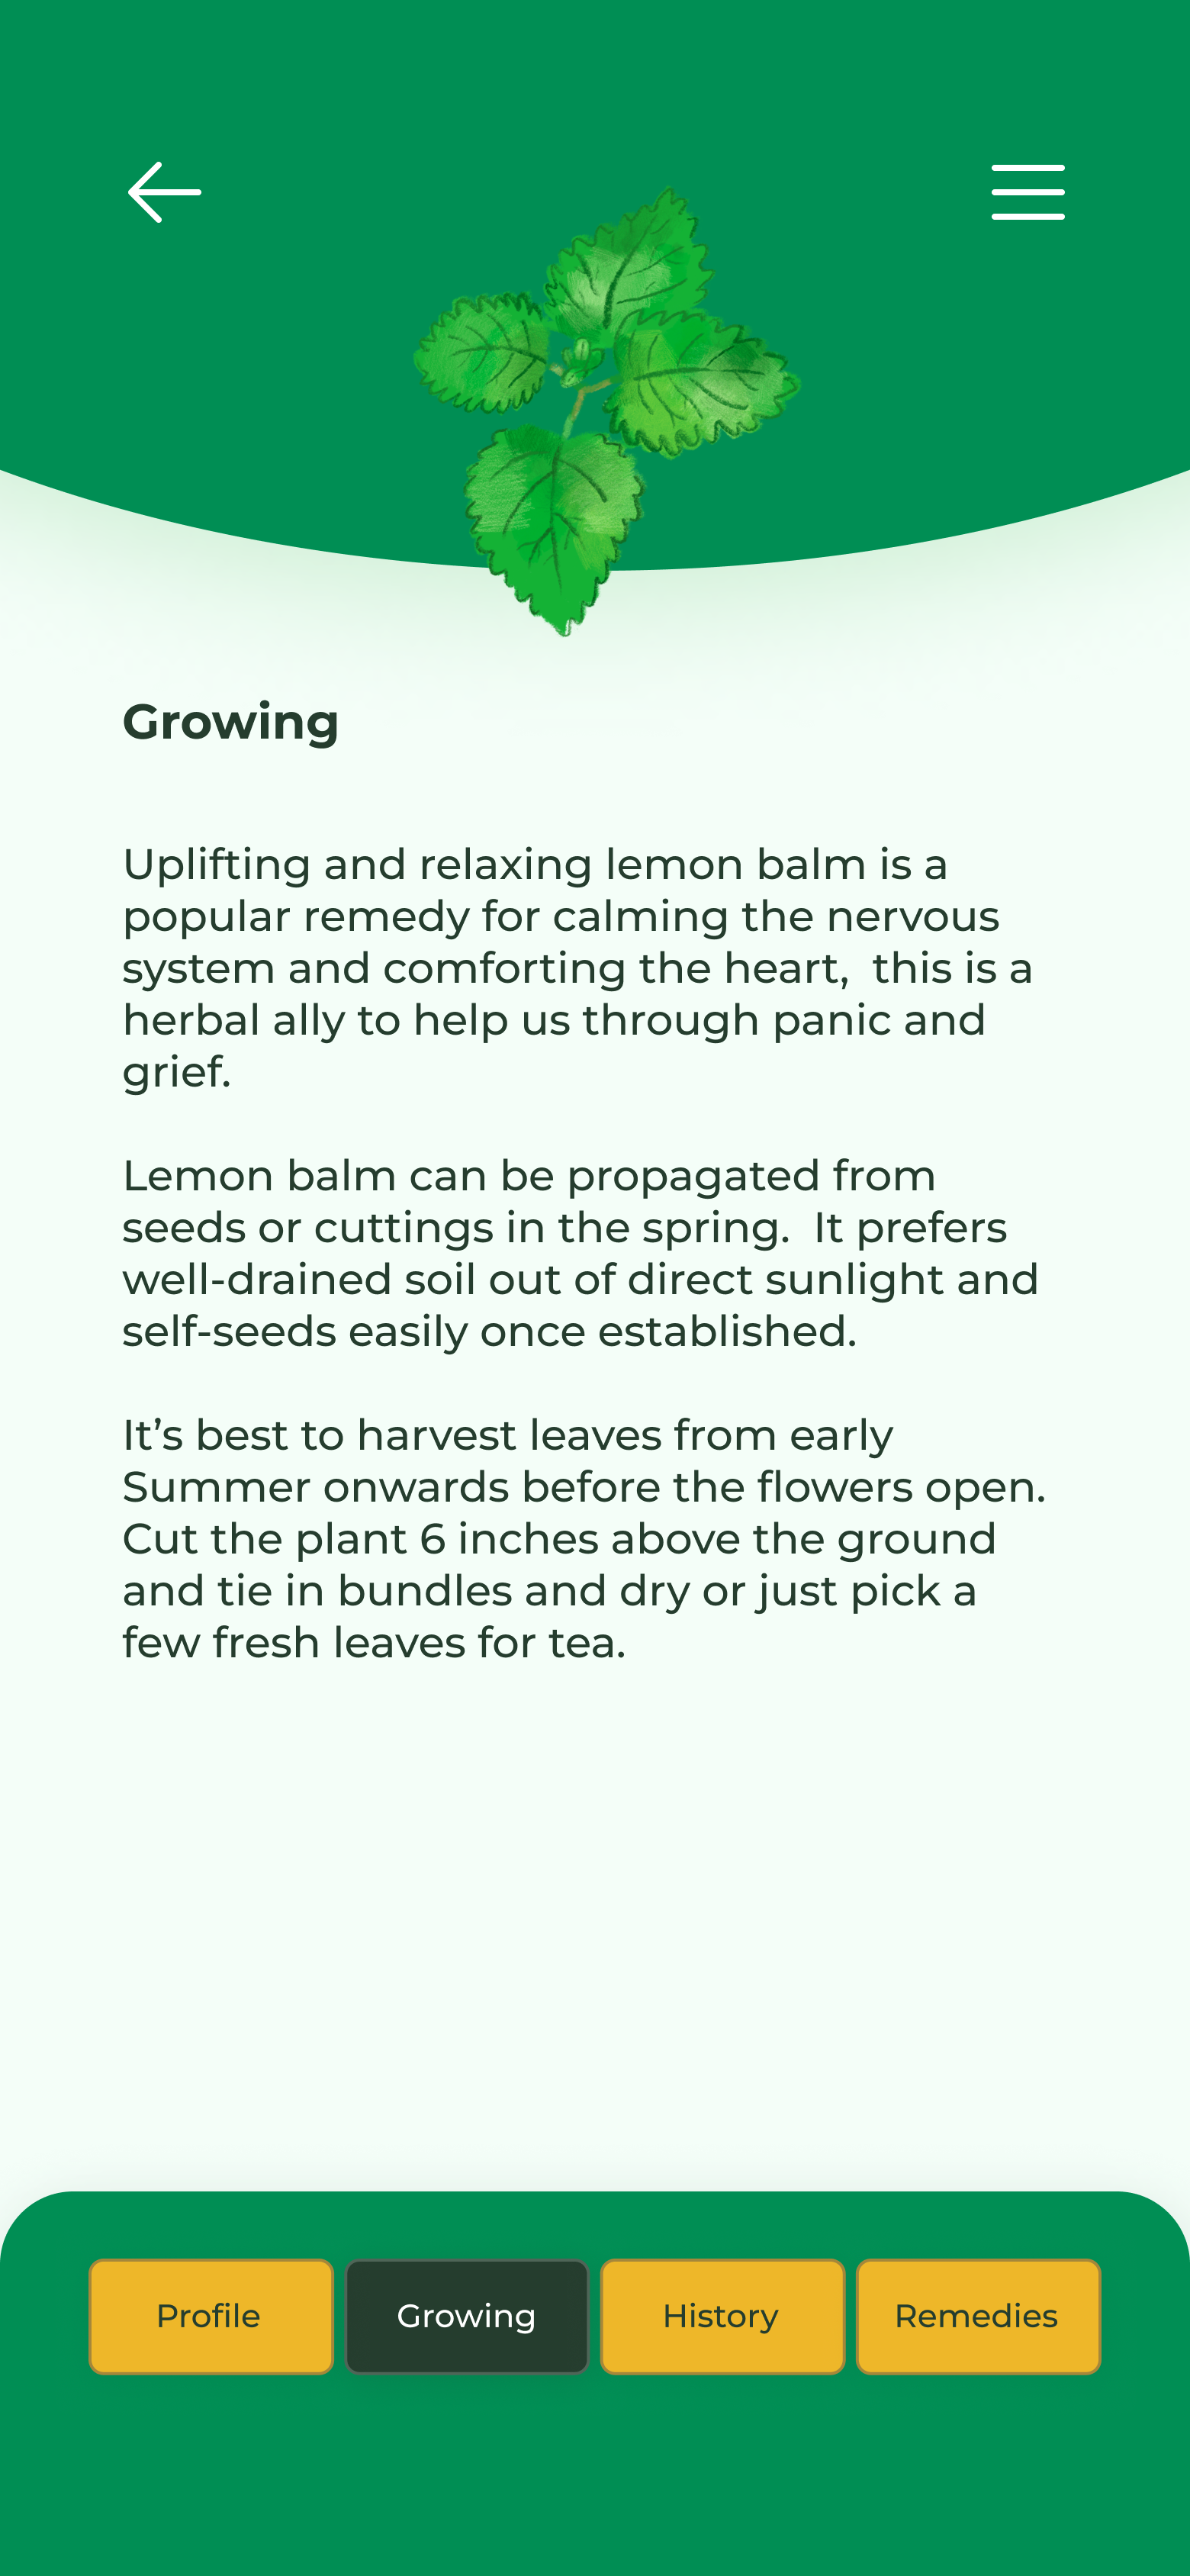 Growing
Uplifting and relaxing lemon balm is a
popular remedy for calming the nervous
system and comforting the heart,  this is a
herbal ally to help us through panic and
grief.
Lemon balm can be propagated from
seeds or cuttings in the spring.  It prefers
well-drained soil out of direct sunlight and
self-seeds easily once established.
It’s best to harvest leaves from early
Summer onwards before the flowers open.
Cut the plant 6 inches above the ground
and tie in bundles and dry or just pick a
few fresh leaves for tea.
Profile Growing History Remedies